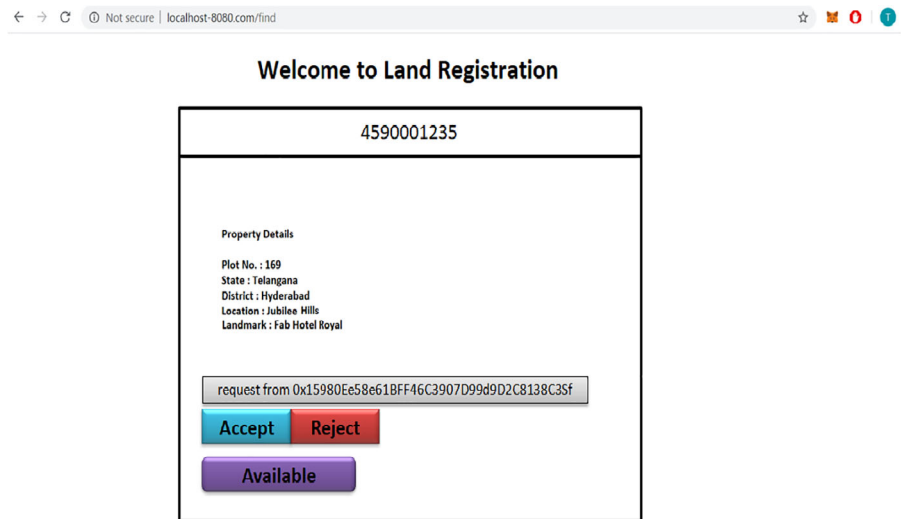 Not secure | localhost-8080.com/find
T
Welcome to Land Registration
4590001235
Property Details
Plot No. : 169
State : Telangana
District : Hyderabad
Location : Jubilee Hills
Landmark : Fab Hotel Royal
request from 0x15980Ee58e61BFF46C3907D99d9D2C8138C3Sf
Accept Reject
Available